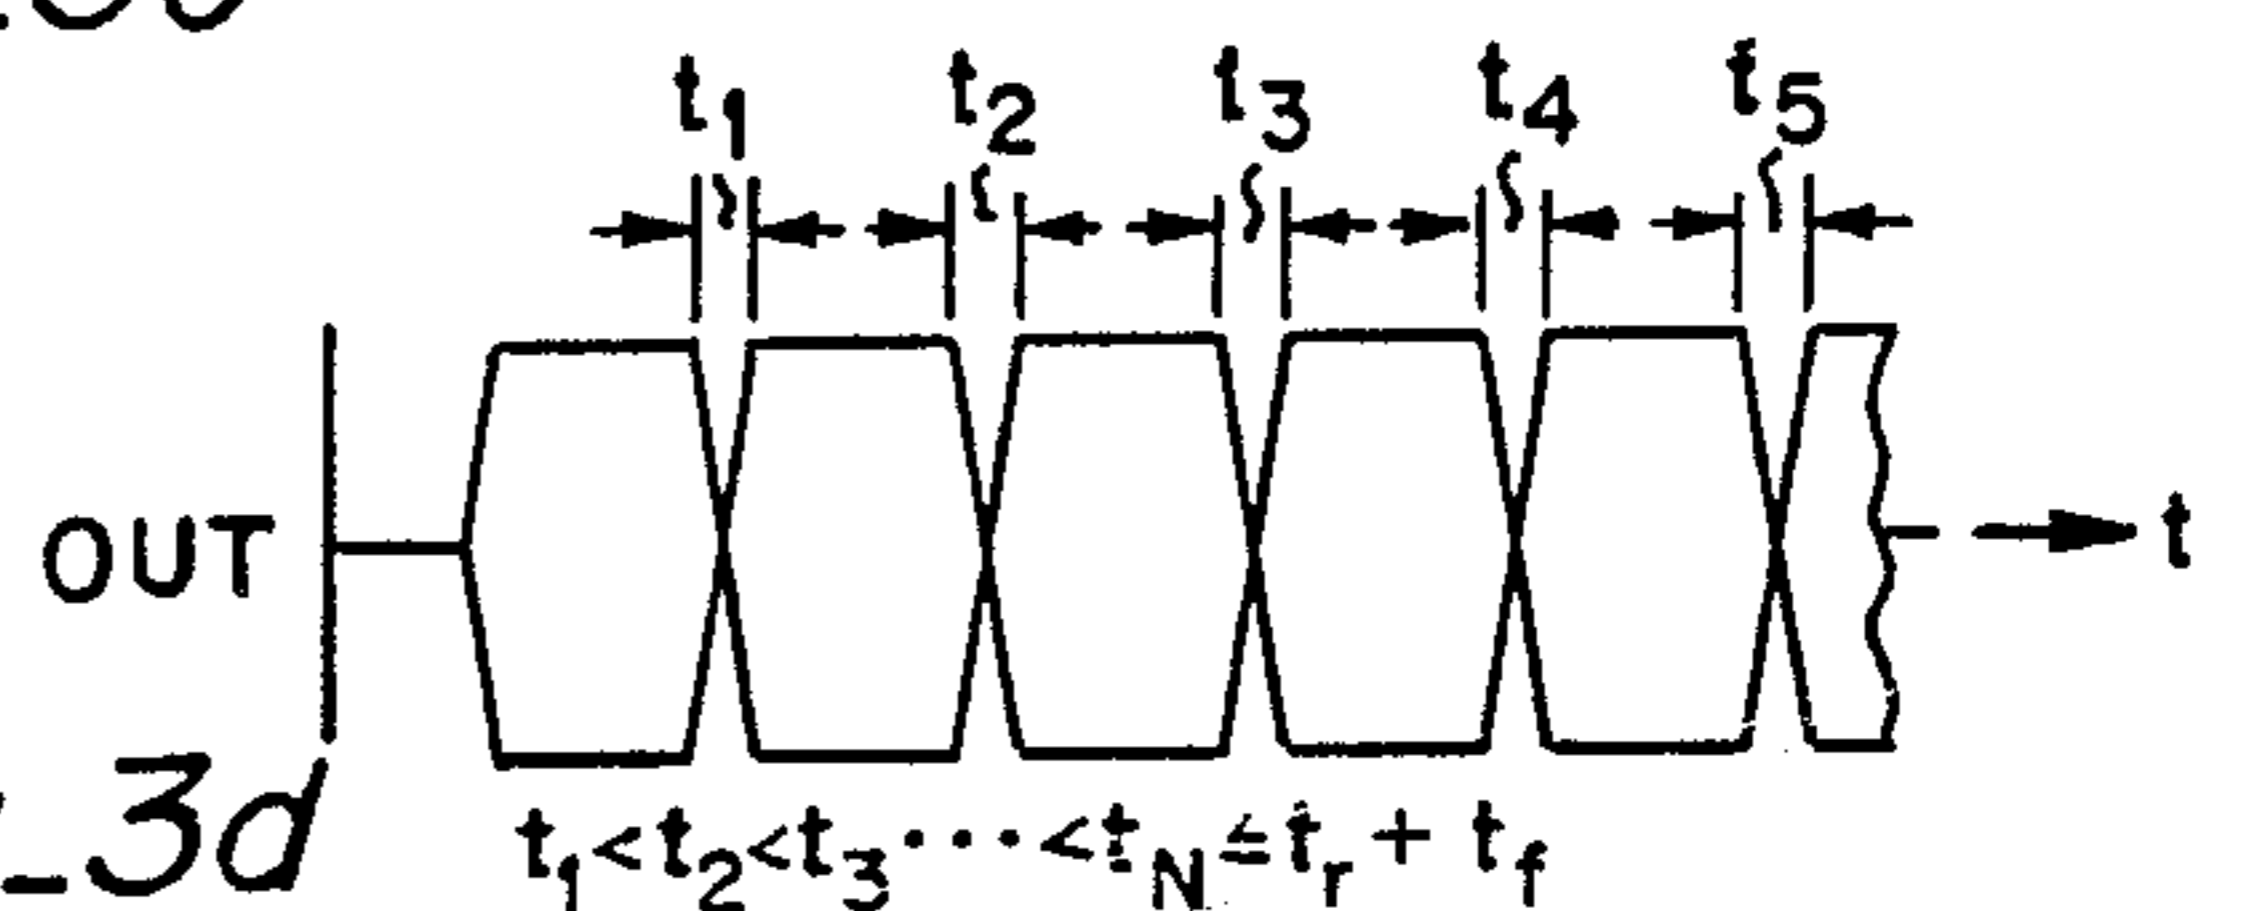 t1 t2 t3 t4 t5
OUT
t
3d
t1<t2<t3···<tN≤tr + tf